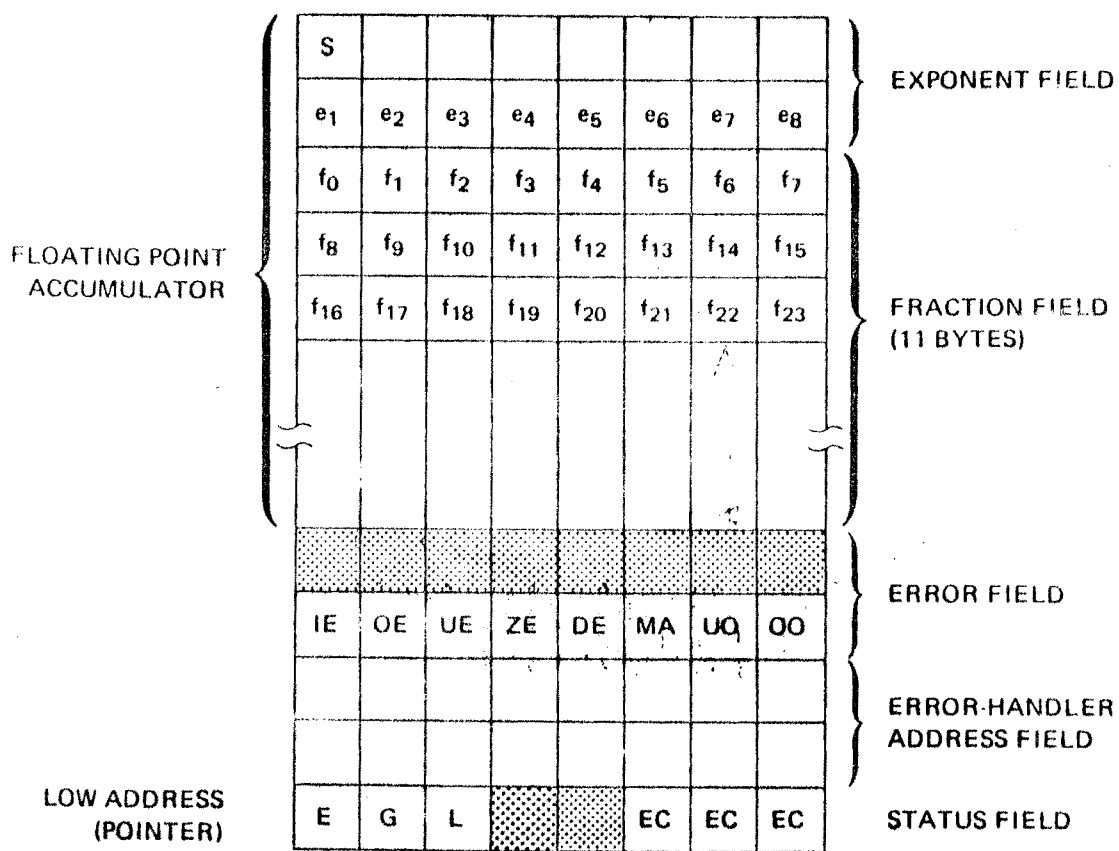 S
EXPONENT FIELD
e1 e2 e3 e4 e5 e6 e7 e8
f0 f1 f2 f3 f4 f5 f6 f7
f8 f9 f10 f11 f12 f13 f14 f15
FLOATING POINT
ACCUMULATOR
f16 f17 f18 f19 f20 f21 f22 f23
FRACTION FIELD
(11 BYTES)
ERROR FIELD
IE OE UE ZE DE MA UO OO
ERROR-HANDLER
ADDRESS FIELD
LOW ADDRESS
(POINTER)
E G L EC EC EC
STATUS FIELD